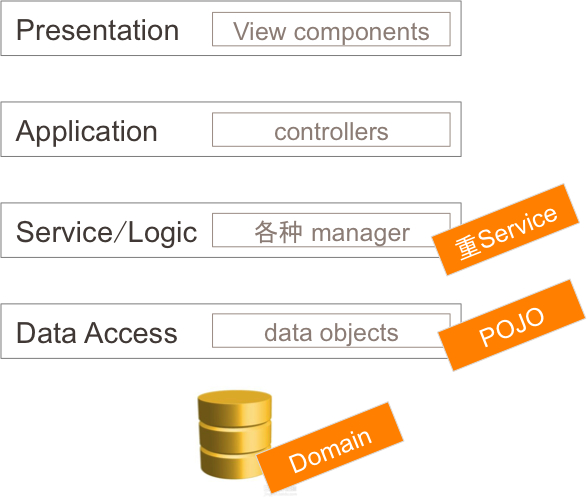 Presentation
View components
Application
controllers
Service/Logic
各种 manager
重Service
Data Access
data objects
POJO
Domain